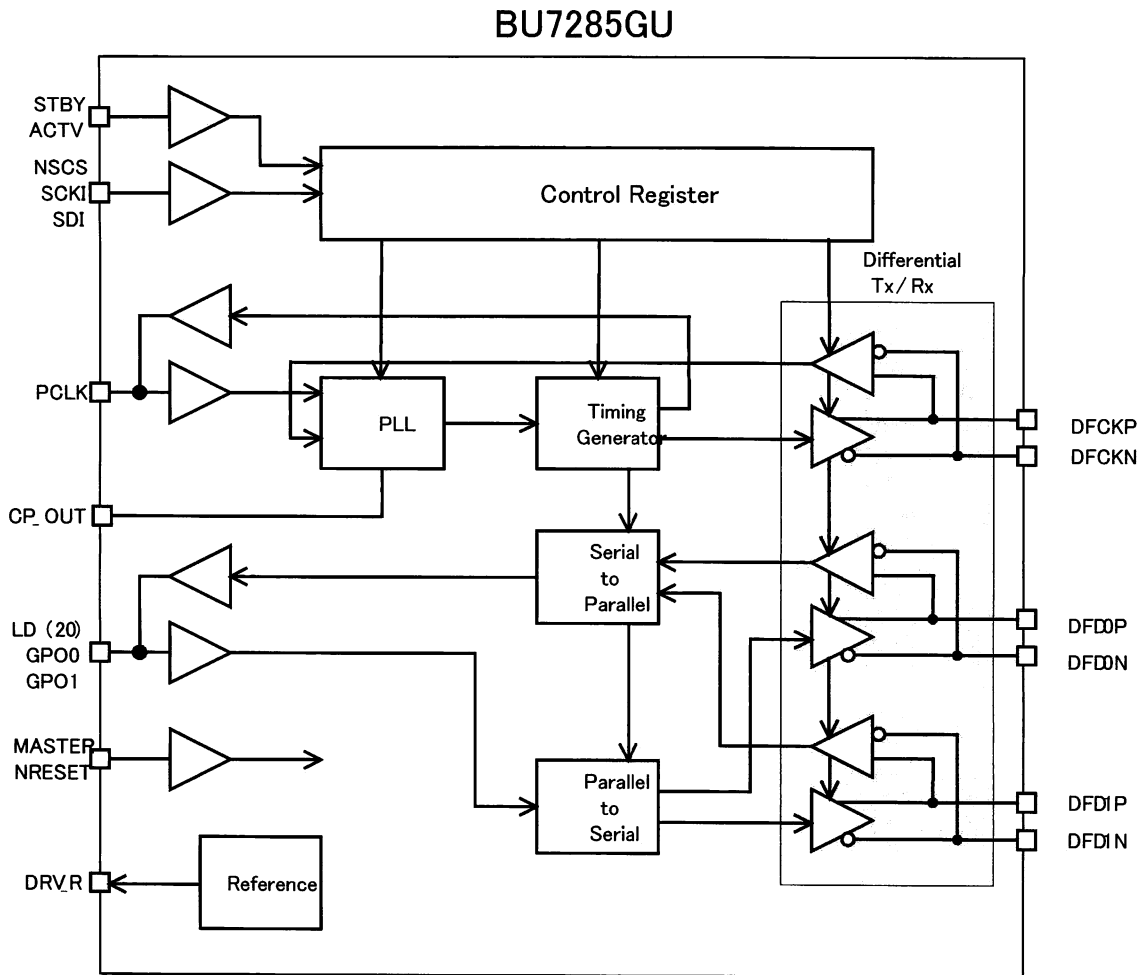 BU7285GU
STBY
ACTV
NSCS
SCKI
SDI
Control Register
Differential
Tx/Rx
PCLK
PLL
Timing
Generator
DFCKP
DFCKN
CP_OUT
Serial
to
Parallel
LD (20)
GPO0
GPO1
DFD0P
DFD0N
MASTER
NRESET
Parallel
to
Serial
DFD1P
DFD1N
DRV_R
Reference